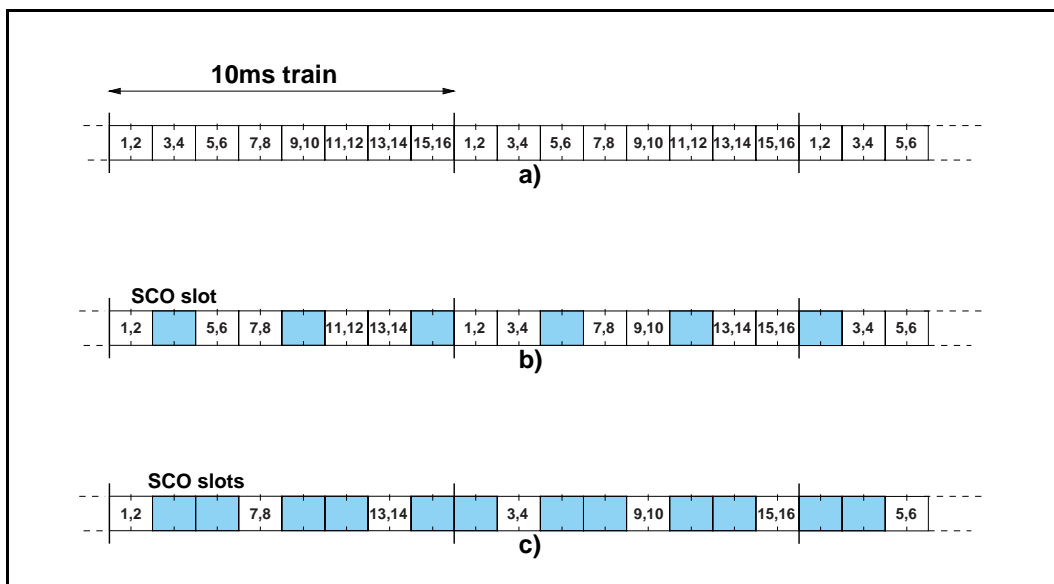 10ms train
1,2 3,4 5,6 7,8 9,10 11,12 13,14 15,16 1,2 3,4 5,6 7,8 9,10 11,12 13,14 15,16 1,2 3,4 5,6
a)
SCO slot
1,2 5,6 7,8 11,12 13,14 1,2 3,4 7,8 9,10 13,14 15,16 3,4 5,6
b)
SCO slots
1,2 7,8 13,14 3,4 9,10 15,16 5,6
c)